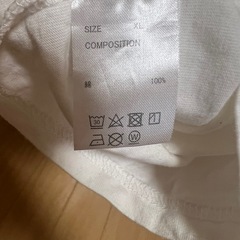 SIZE XL
COMPOSITION
綿 100%